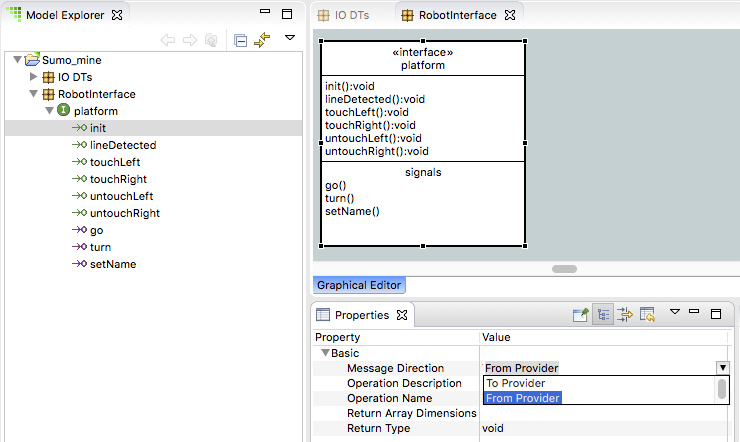 Model Explorer
Sumo_mine
IO DTs
RobotInterface
platform
init
lineDetected
touchLeft
touchRight
untouchLeft
untouchRight
go
turn
setName
IO DTs
RobotInterface
«interface»
platform
init():void
lineDetected():void
touchLeft():void
touchRight():void
untouchLeft():void
untouchRight():void
signals
go()
turn()
setName()
Graphical Editor
Properties
Property Value
Basic
Message Direction From Provider
Operation Description To Provider
Operation Name From Provider
Return Array Dimensions
Return Type void